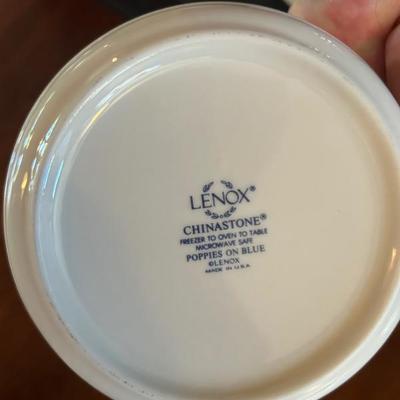 LENOX®
CHINASTONE®
FREEZER TO OVEN TO TABLE
MICROWAVE SAFE
POPPIES ON BLUE
©LENOX
MADE IN U.S.A.